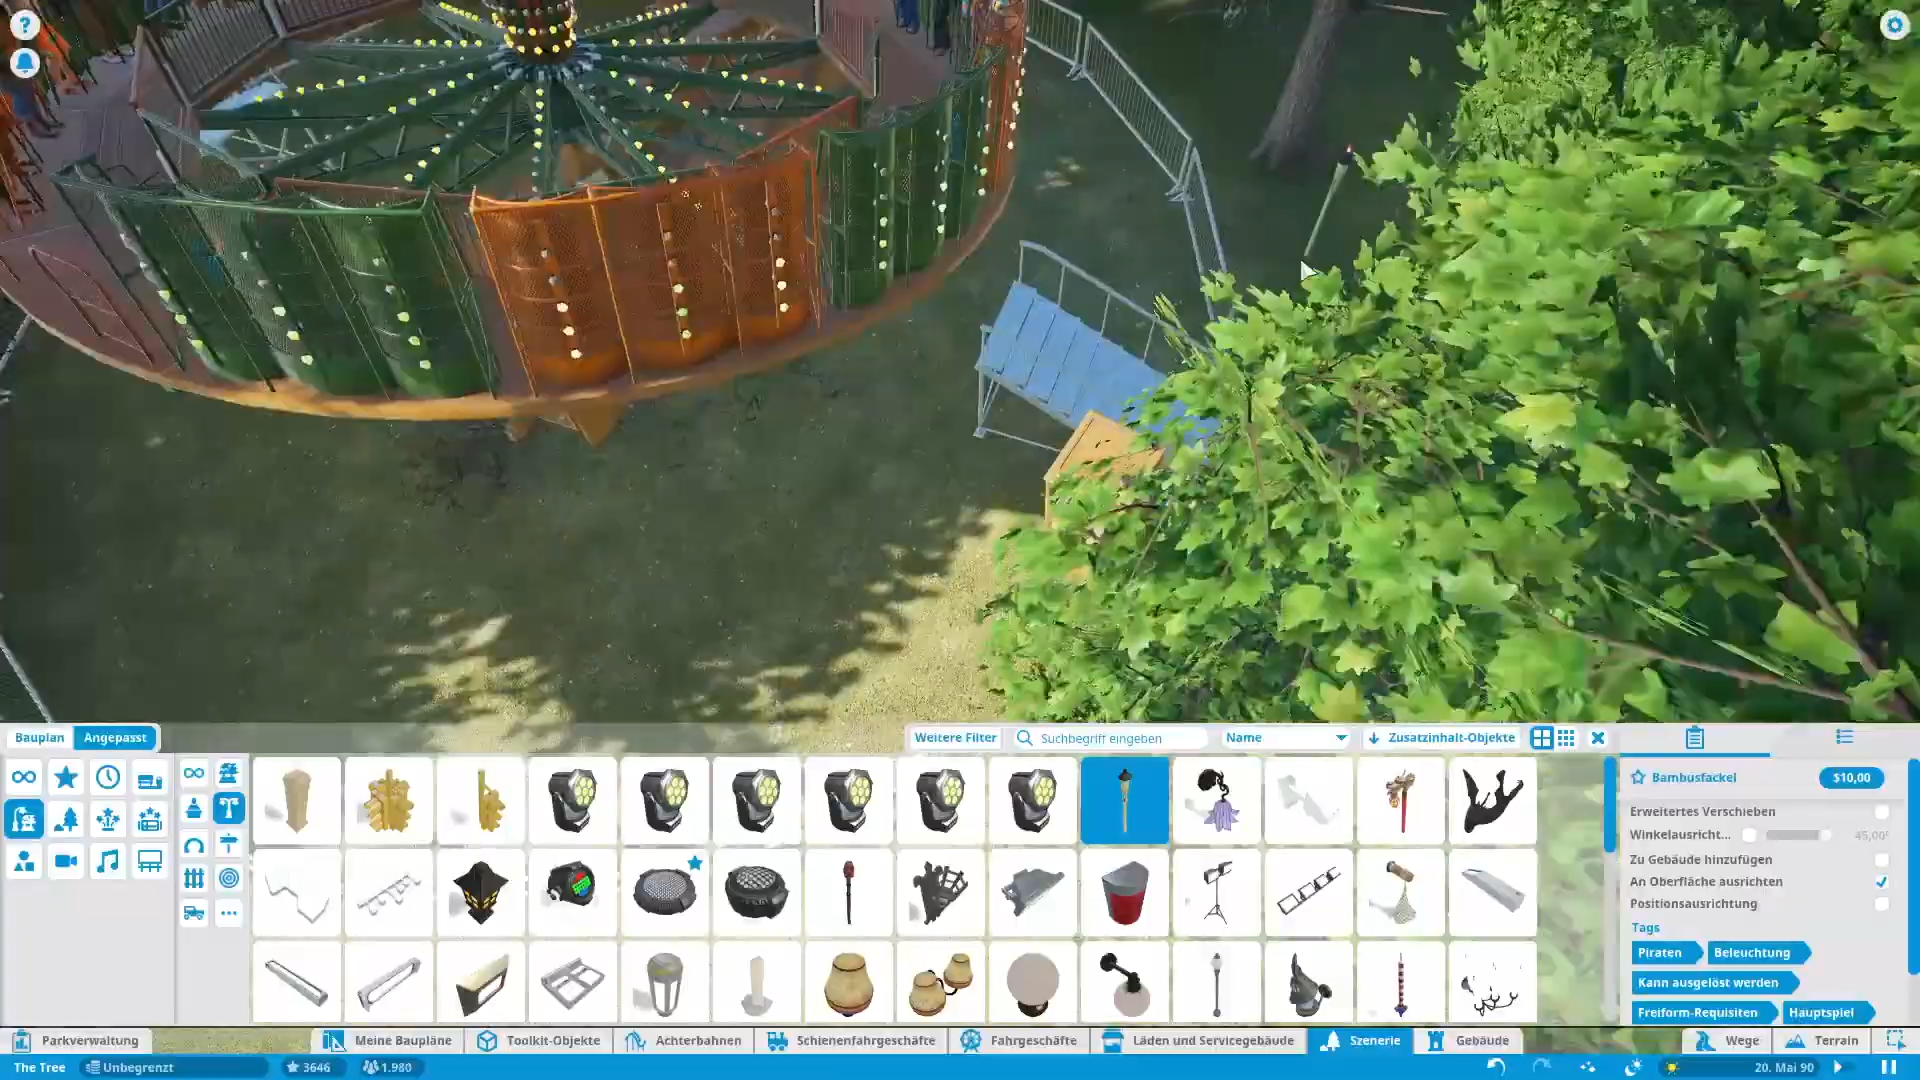 ?
Bauplan Angepasst Weitere Filter Suchbegriff eingeben Name Zusatzinhalt-Objekte
Bambusfackel $10,00
Erweitertes Verschieben
Winkelausricht... 45,00°
Zu Gebäude hinzufügen
An Oberfläche ausrichten
Positionsausrichtung
Tags
Piraten Beleuchtung
Kann ausgelöst werden
Freiform-Requisiten Hauptspiel
Parkverwaltung Meine Baupläne Toolkit-Objekte Achterbahnen Schienenfahrgeschäfte Fahrgeschäfte Läden und Servicegebäude Szenerie Gebäude Wege Terrain
The Tree Unbegrenzt 3646 1.980 20. Mai 90